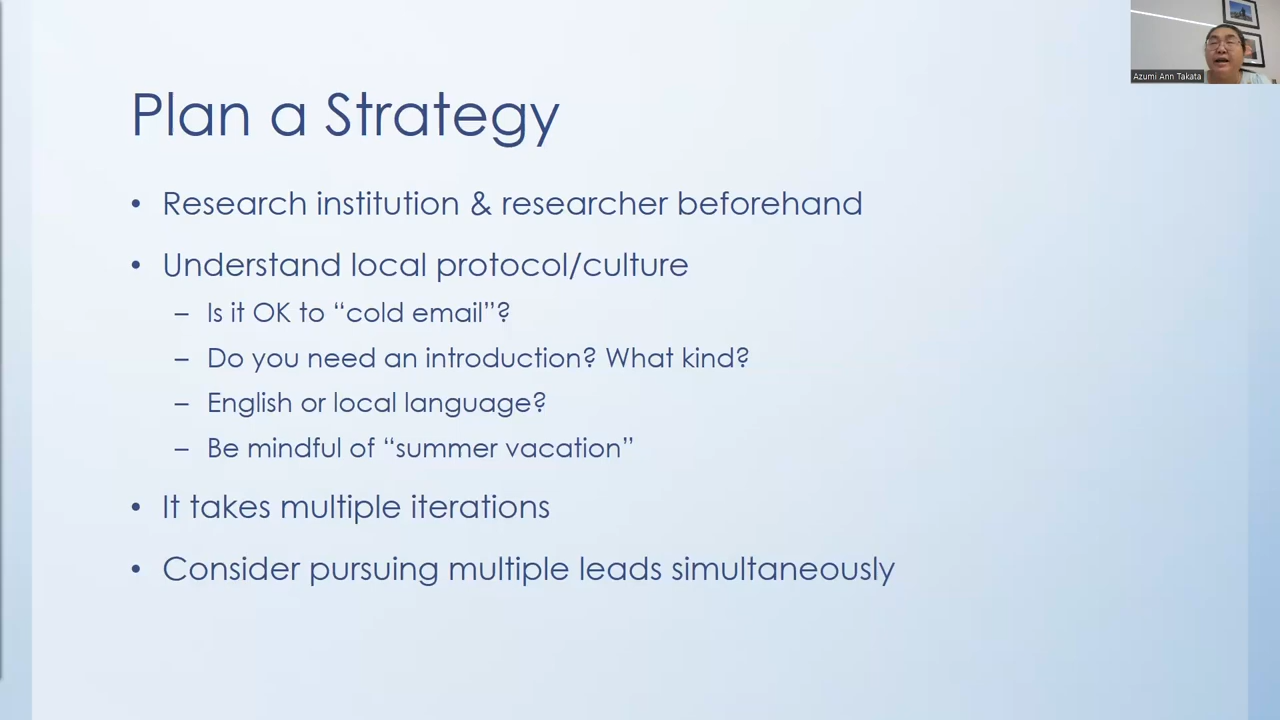 Azumi Ann Takata
Plan a Strategy
• Research institution & researcher beforehand
• Understand local protocol/culture
– Is it OK to “cold email”?
– Do you need an introduction? What kind?
– English or local language?
– Be mindful of “summer vacation”
• It takes multiple iterations
• Consider pursuing multiple leads simultaneously